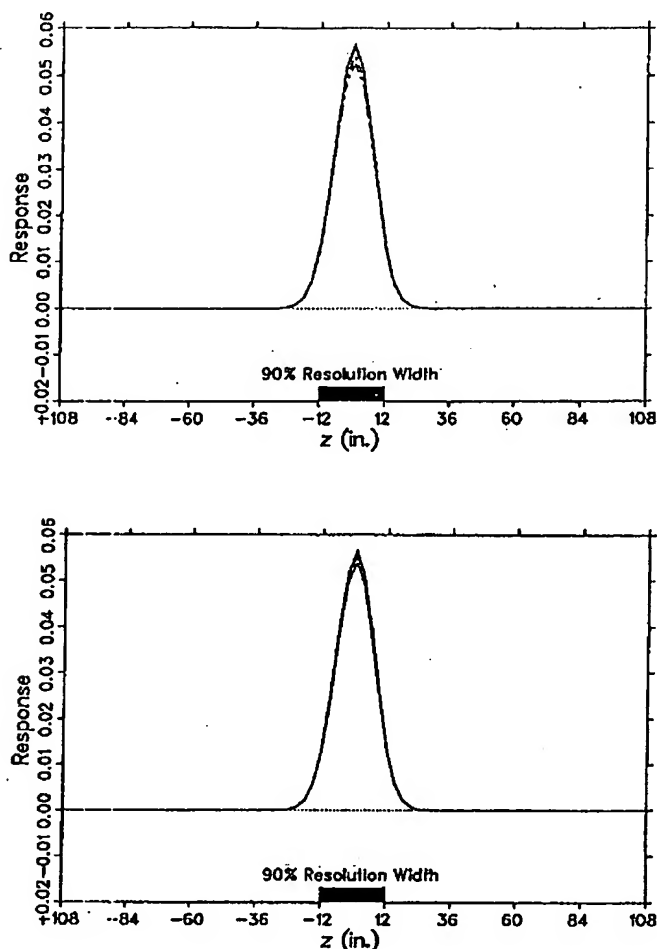 0.06
0.05
0.04
0.03
0.02
0.01
0.00
-0.01
+0.02
Response
90% Resolution Width
+108 --84 -60 -36 -12 12 36 60 84 108
z (in.)
0.06
0.05
0.04
0.03
0.02
0.01
0.00
-0.01
+0.02
Response
90% Resolution Width
+108 -84 -60 -36 -12 12 36 60 84 108
z (in.)